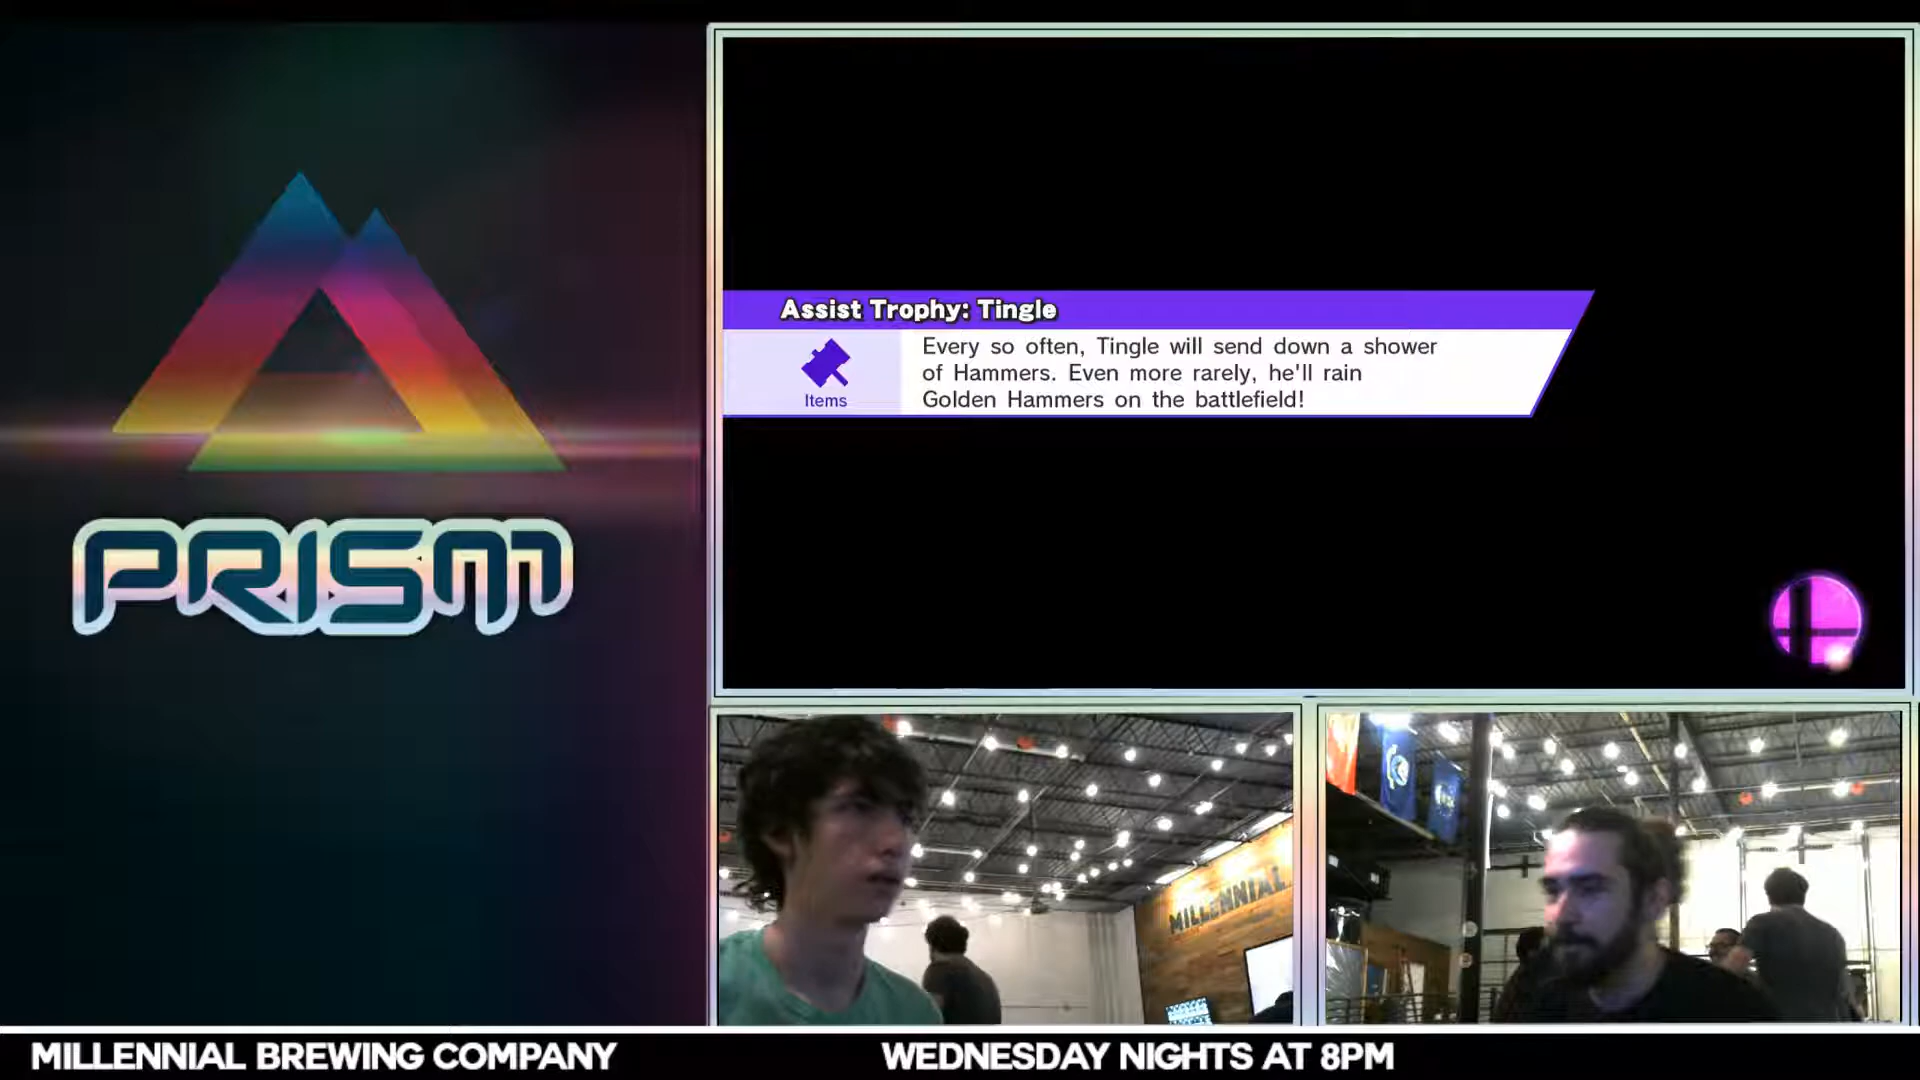 PRISM
Assist Trophy: Tingle
Items
Every so often, Tingle will send down a shower
of Hammers. Even more rarely, he'll rain
Golden Hammers on the battlefield!
MILLENNIAL
MILLENNIAL BREWING COMPANY
WEDNESDAY NIGHTS AT 8PM